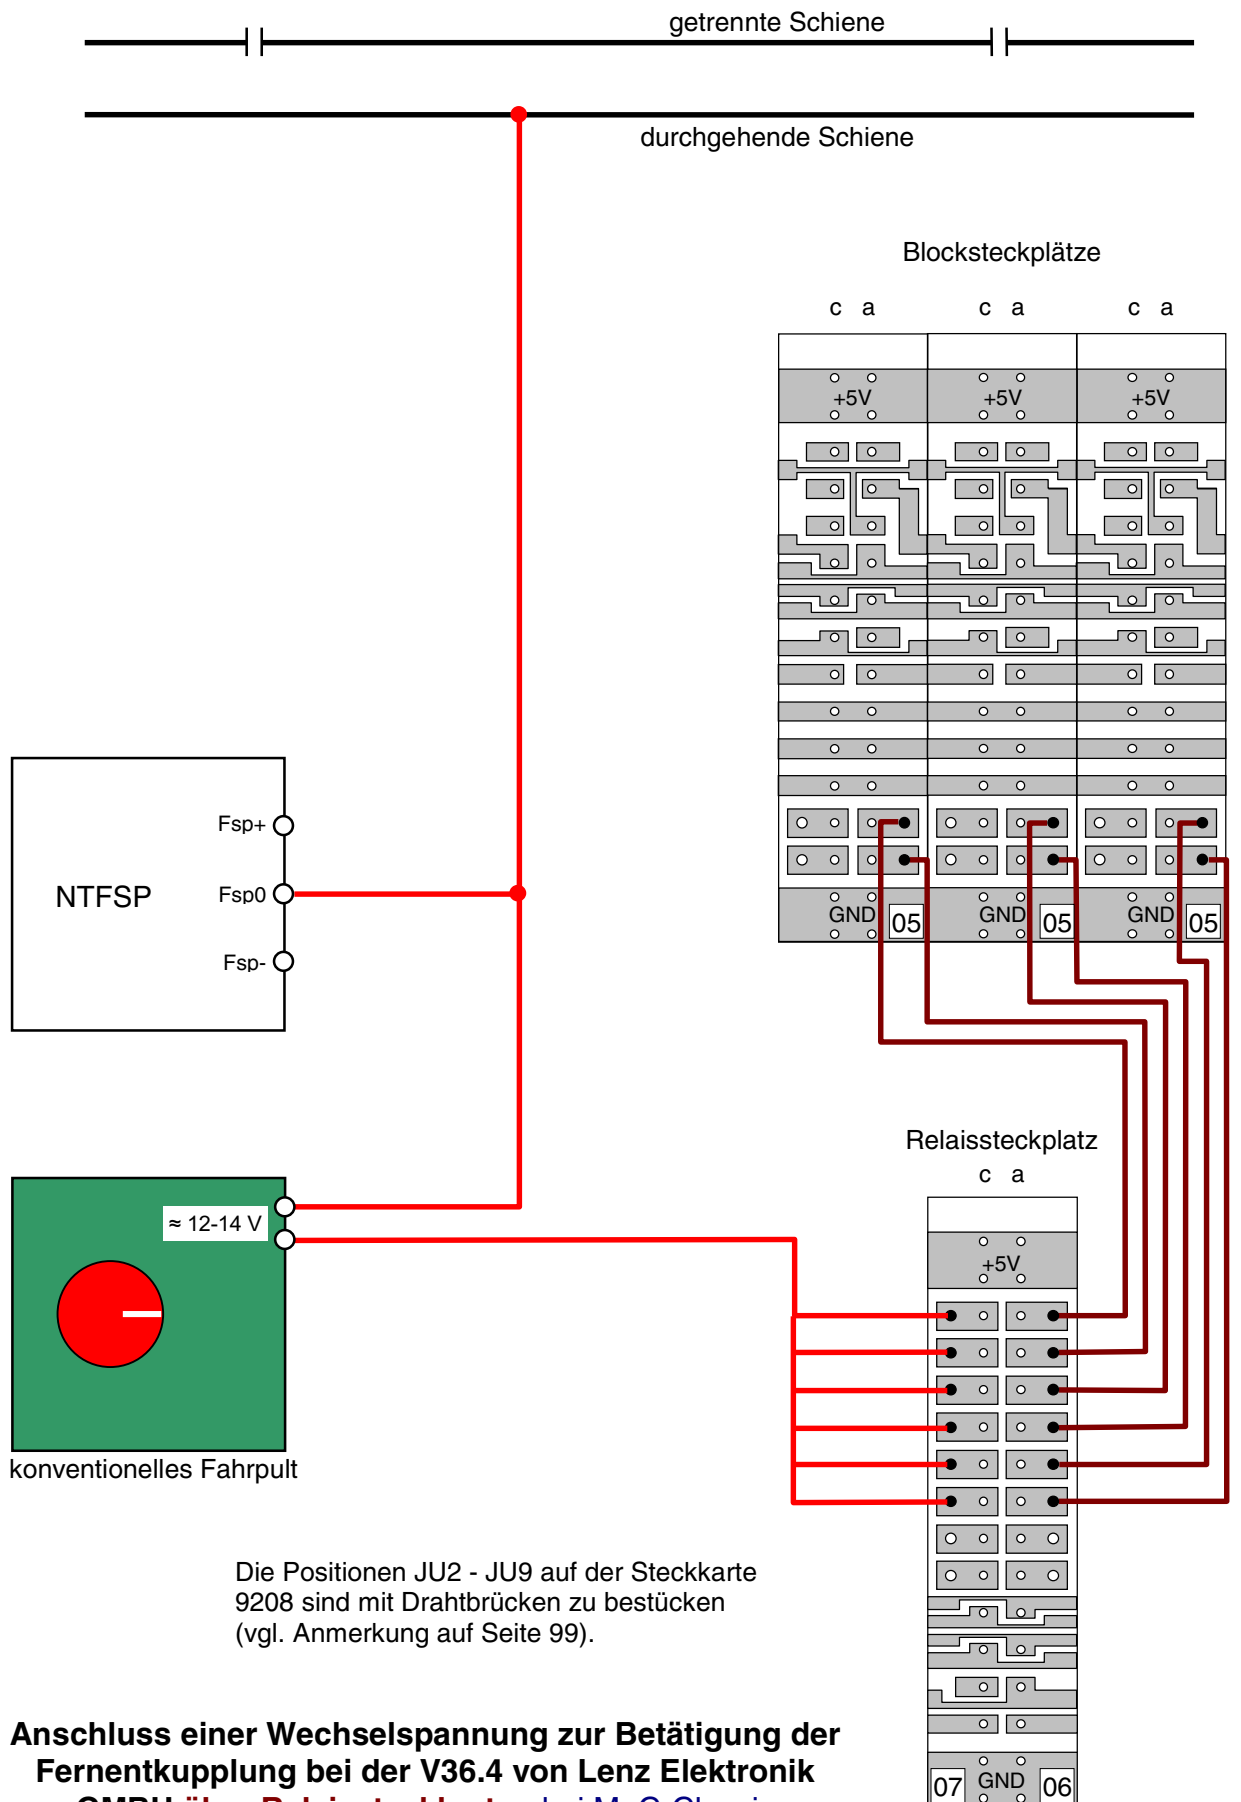 getrennte Schiene
durchgehende Schiene
Blocksteckplätze
c a c a c a
+5V +5V +5V
Fsp+
NTFSP Fsp0
Fsp-
GND 05 GND 05 GND 05
Relaissteckplatz
c a
≈ 12-14 V
+5V
konventionelles Fahrpult
Die Positionen JU2 - JU9 auf der Steckkarte
9208 sind mit Drahtbrücken zu bestücken
(vgl. Anmerkung auf Seite 99).
Anschluss einer Wechselspannung zur Betätigung der
Fernentkupplung bei der V36.4 von Lenz Elektronik
07 GND 06